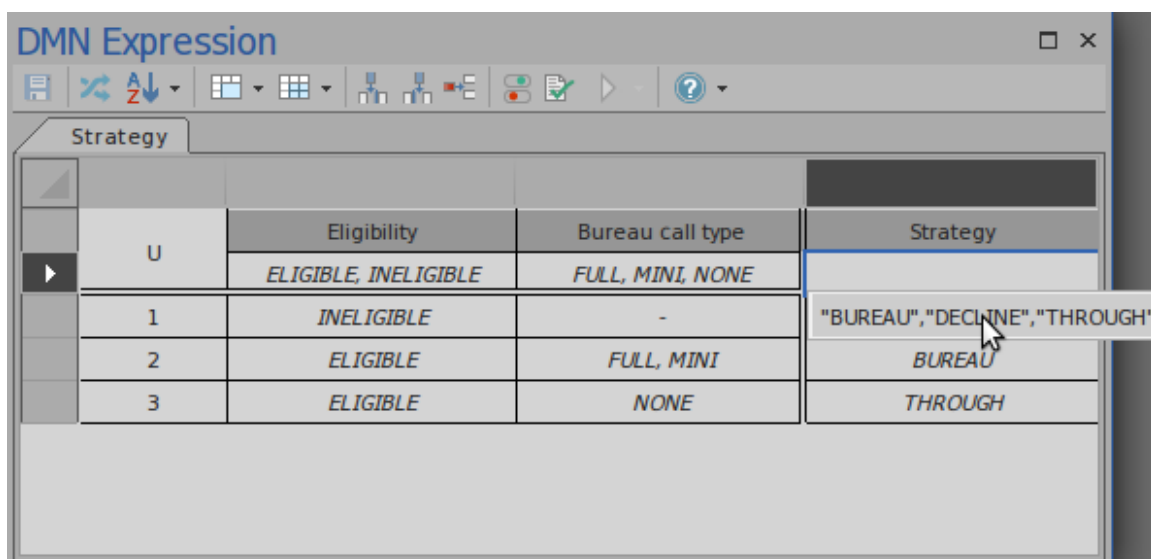 DMN Expression
Strategy
U Eligibility Bureau call type Strategy
ELIGIBLE, INELIGIBLE FULL, MINI, NONE
1 INELIGIBLE - "BUREAU","DECLINE","THROUGH"
2 ELIGIBLE FULL, MINI BUREAU
3 ELIGIBLE NONE THROUGH